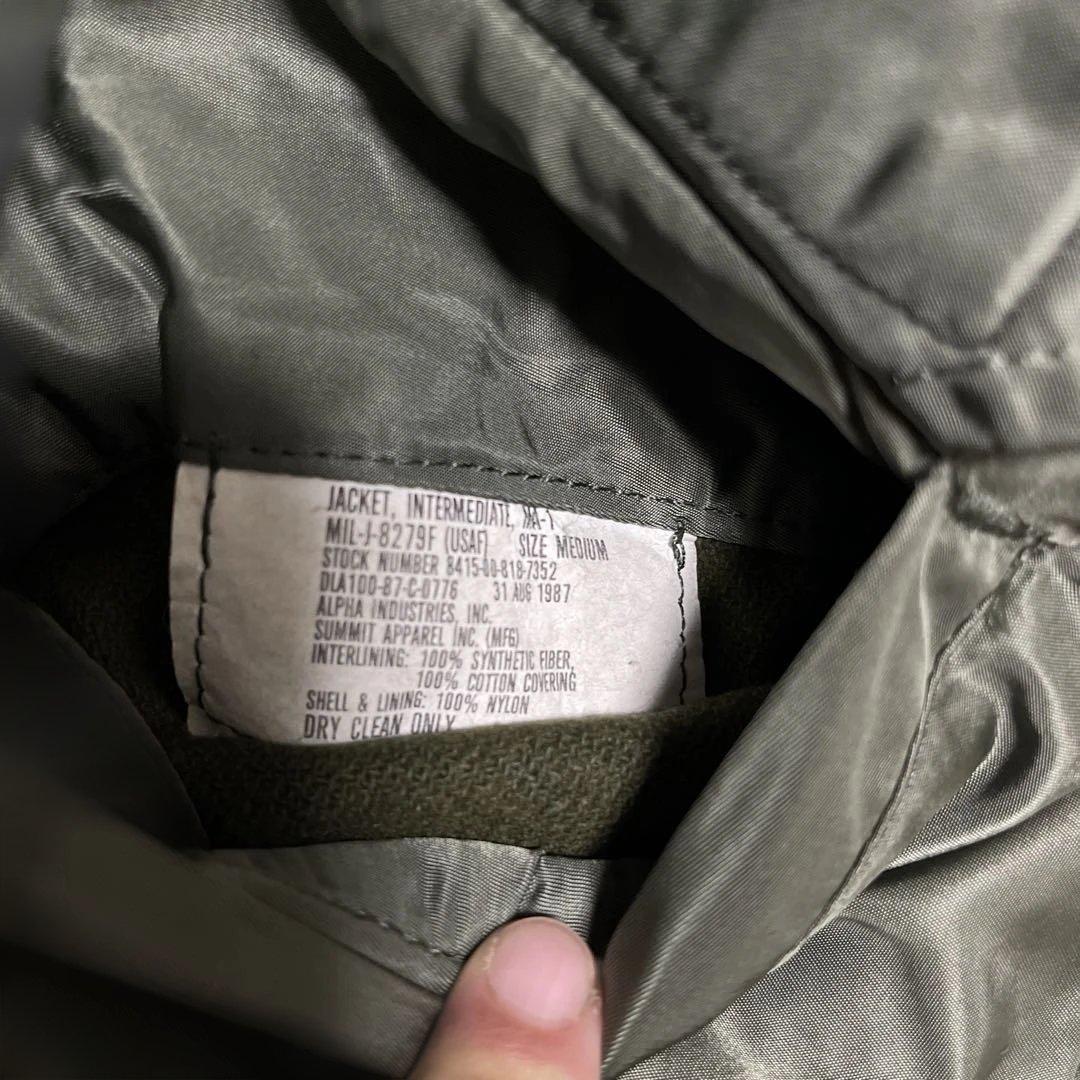 JACKET, INTERMEDIATE, MA-1
MIL-J-8279F (USAF) SIZE MEDIUM
STOCK NUMBER 8415-00-818-7352
DLA100-87-C-0776 31 AUG 1987
ALPHA INDUSTRIES, INC.
SUMMIT APPAREL INC. (MFG)
INTERLINING: 100% SYNTHETIC FIBER,
100% COTTON COVERING
SHELL & LINING: 100% NYLON
DRY CLEAN ONLY